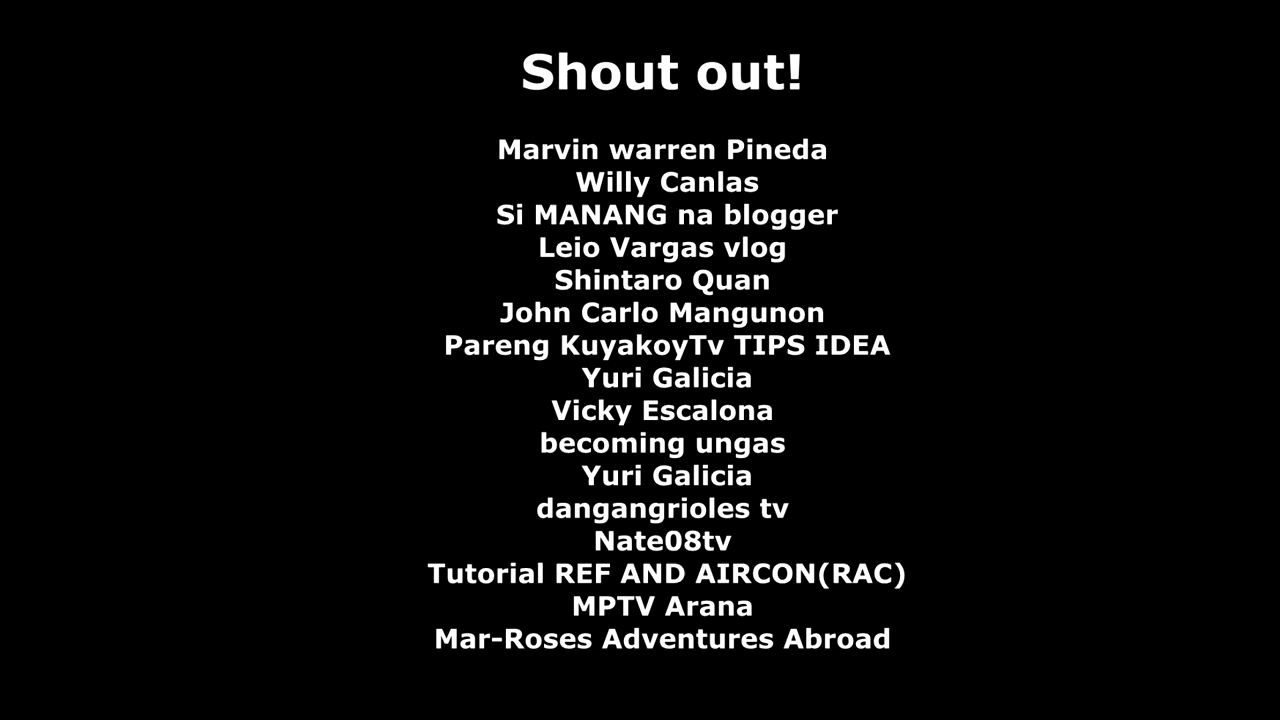 Shout out!
Marvin warren Pineda
Willy Canlas
Si MANANG na blogger
Leio Vargas vlog
Shintaro Quan
John Carlo Mangunon
Pareng KuyakoyTv TIPS IDEA
Yuri Galicia
Vicky Escalona
becoming ungas
Yuri Galicia
dangangrioles tv
Nate08tv
Tutorial REF AND AIRCON(RAC)
MPTV Arana
Mar-Roses Adventures Abroad